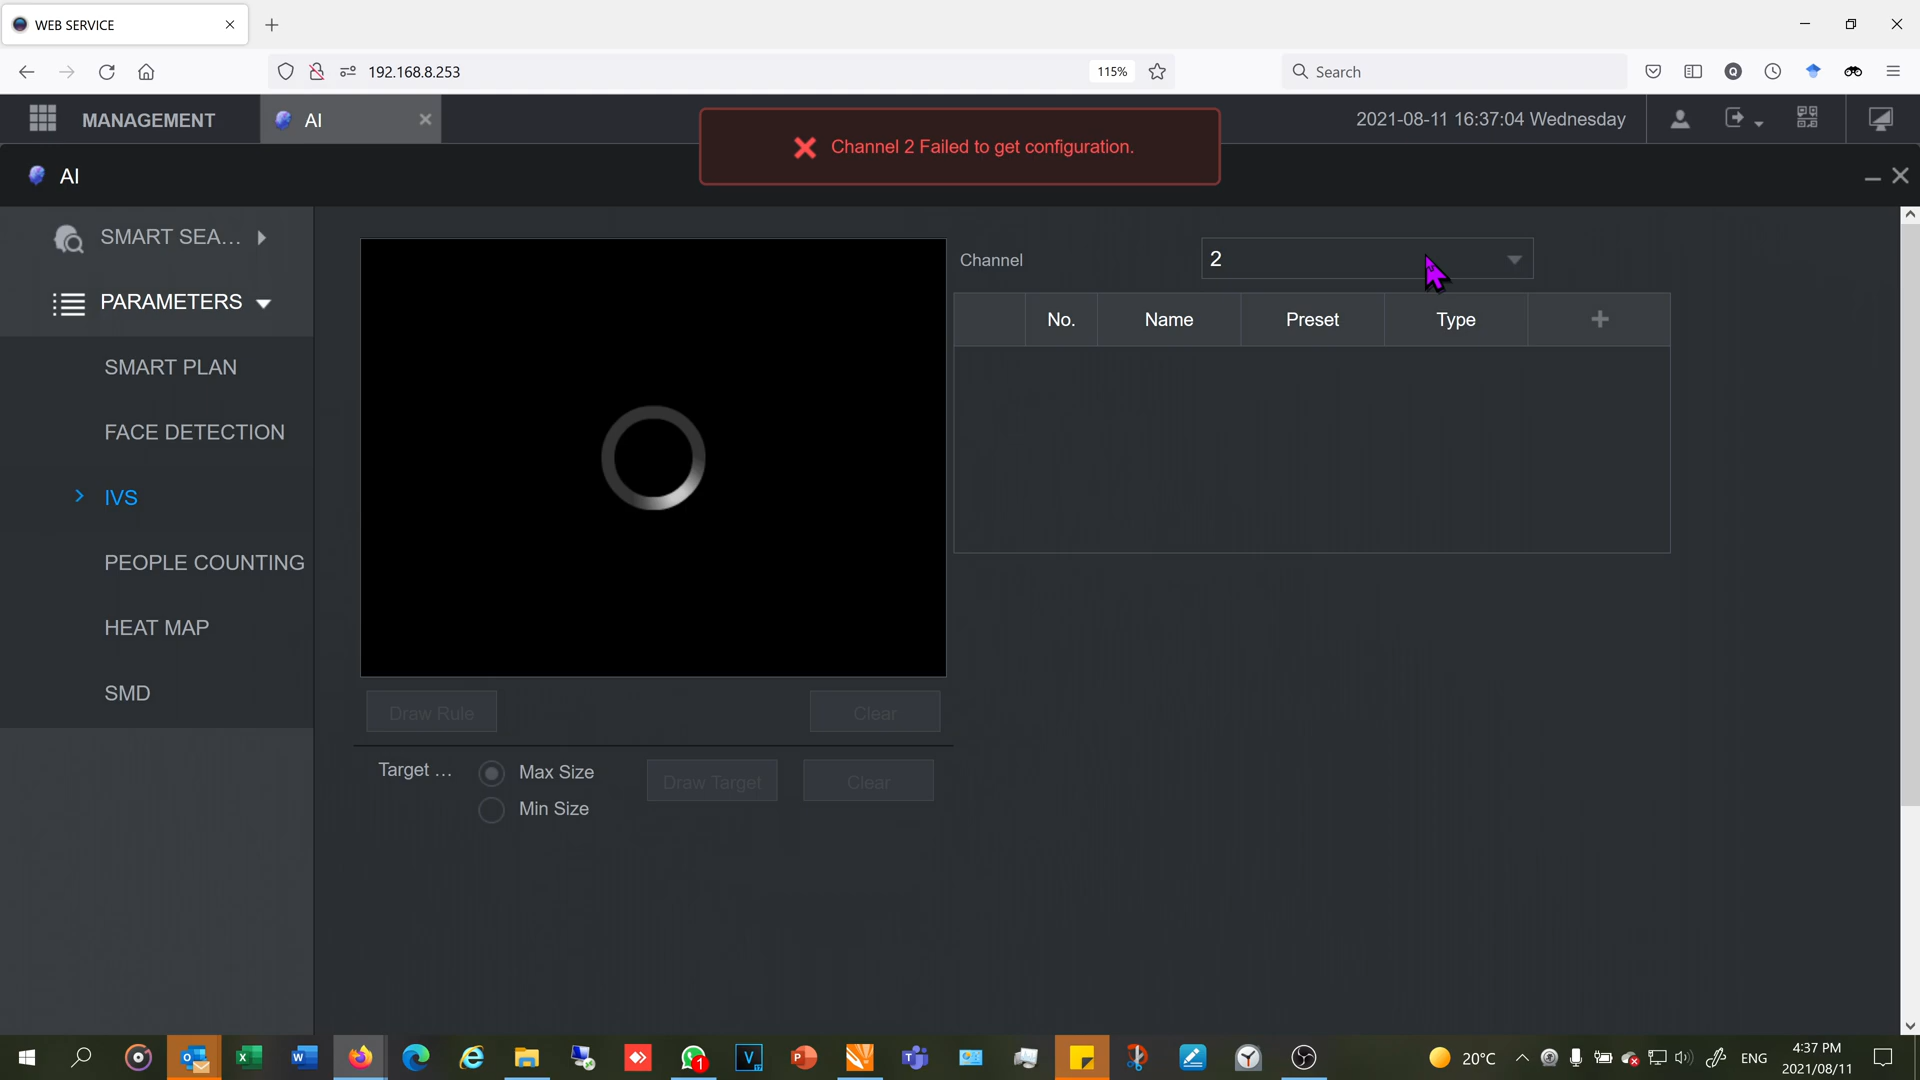 WEB SERVICE
192.168.8.253
115%
Search
MANAGEMENT
AI
2021-08-11 16:37:04 Wednesday
Channel 2 Failed to get configuration.
AI
SMART SEA...
PARAMETERS
SMART PLAN
FACE DETECTION
IVS
PEOPLE COUNTING
HEAT MAP
SMD
Channel
2
No.
Name
Preset
Type
Draw Rule
Clear
Target ...
Max Size
Min Size
Draw Target
Clear
20°C
ENG
4:37 PM
2021/08/11